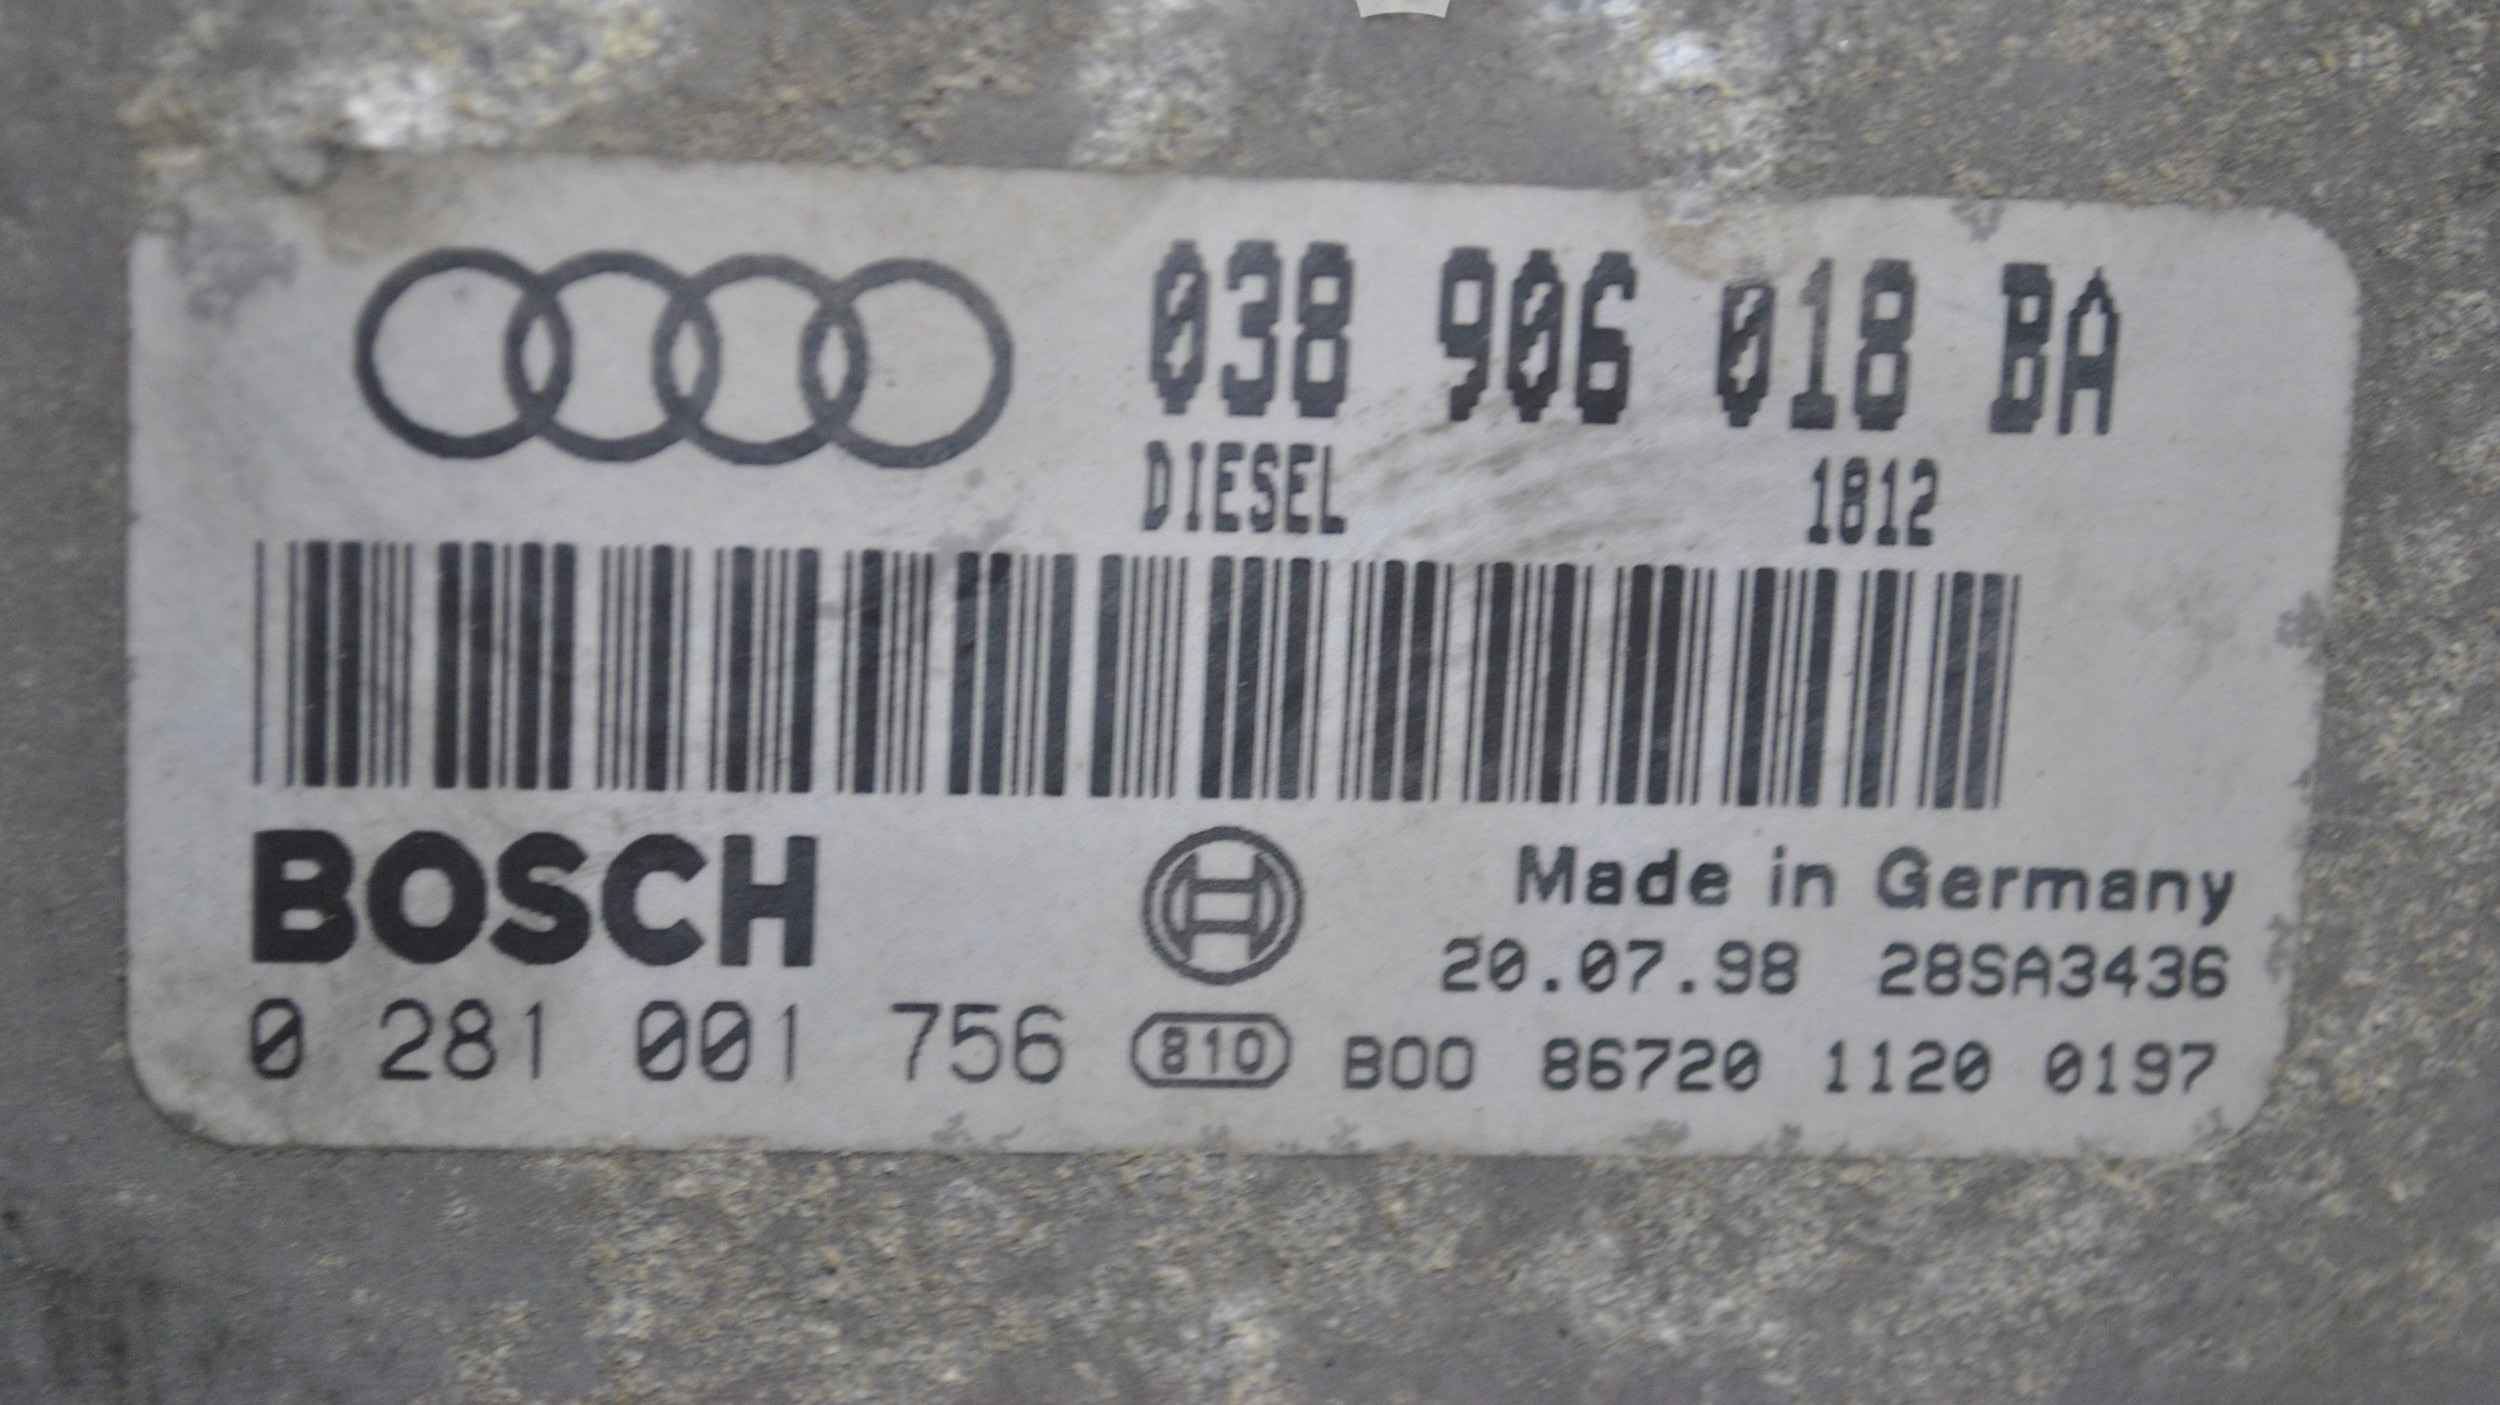 038 906 018 BA
DIESEL 1812
BOSCH
Made in Germany
20.07.98 28SA3436
0 281 001 756 810 B00 86720 1120 0197